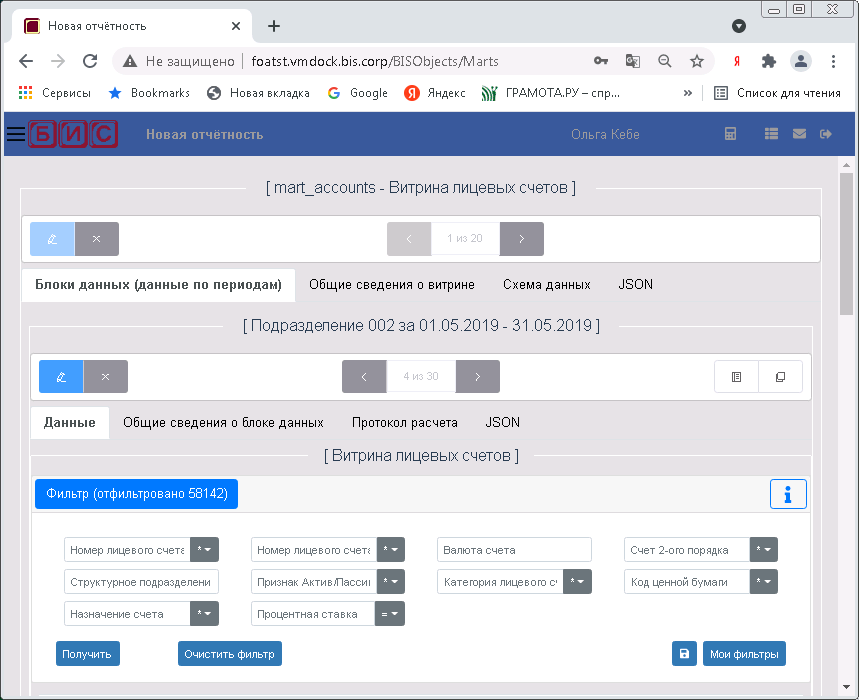 Новая отчётность
Не защищено foatst.vmdock.bis.corp/BISObjects/Marts
Сервисы Bookmarks Новая вкладка Google Яндекс ГРАМОТА.РУ – спр... » Список для чтения
БИС Новая отчётность Ольга Кебе
[ mart_accounts - Витрина лицевых счетов ]
1 из 20
Блоки данных (данные по периодам) Общие сведения о витрине Схема данных JSON
[ Подразделение 002 за 01.05.2019 - 31.05.2019 ]
4 из 30
Данные Общие сведения о блоке данных Протокол расчета JSON
[ Витрина лицевых счетов ]
Фильтр (отфильтровано 58142)
Номер лицевого счета * Номер лицевого счета * Валюта счета Счет 2-ого порядка *
Структурное подразделени Признак Актив/Пасси * Категория лицевого сч * Код ценной бумаги *
Назначение счета * Процентная ставка =
Получить Очистить фильтр Мои фильтры